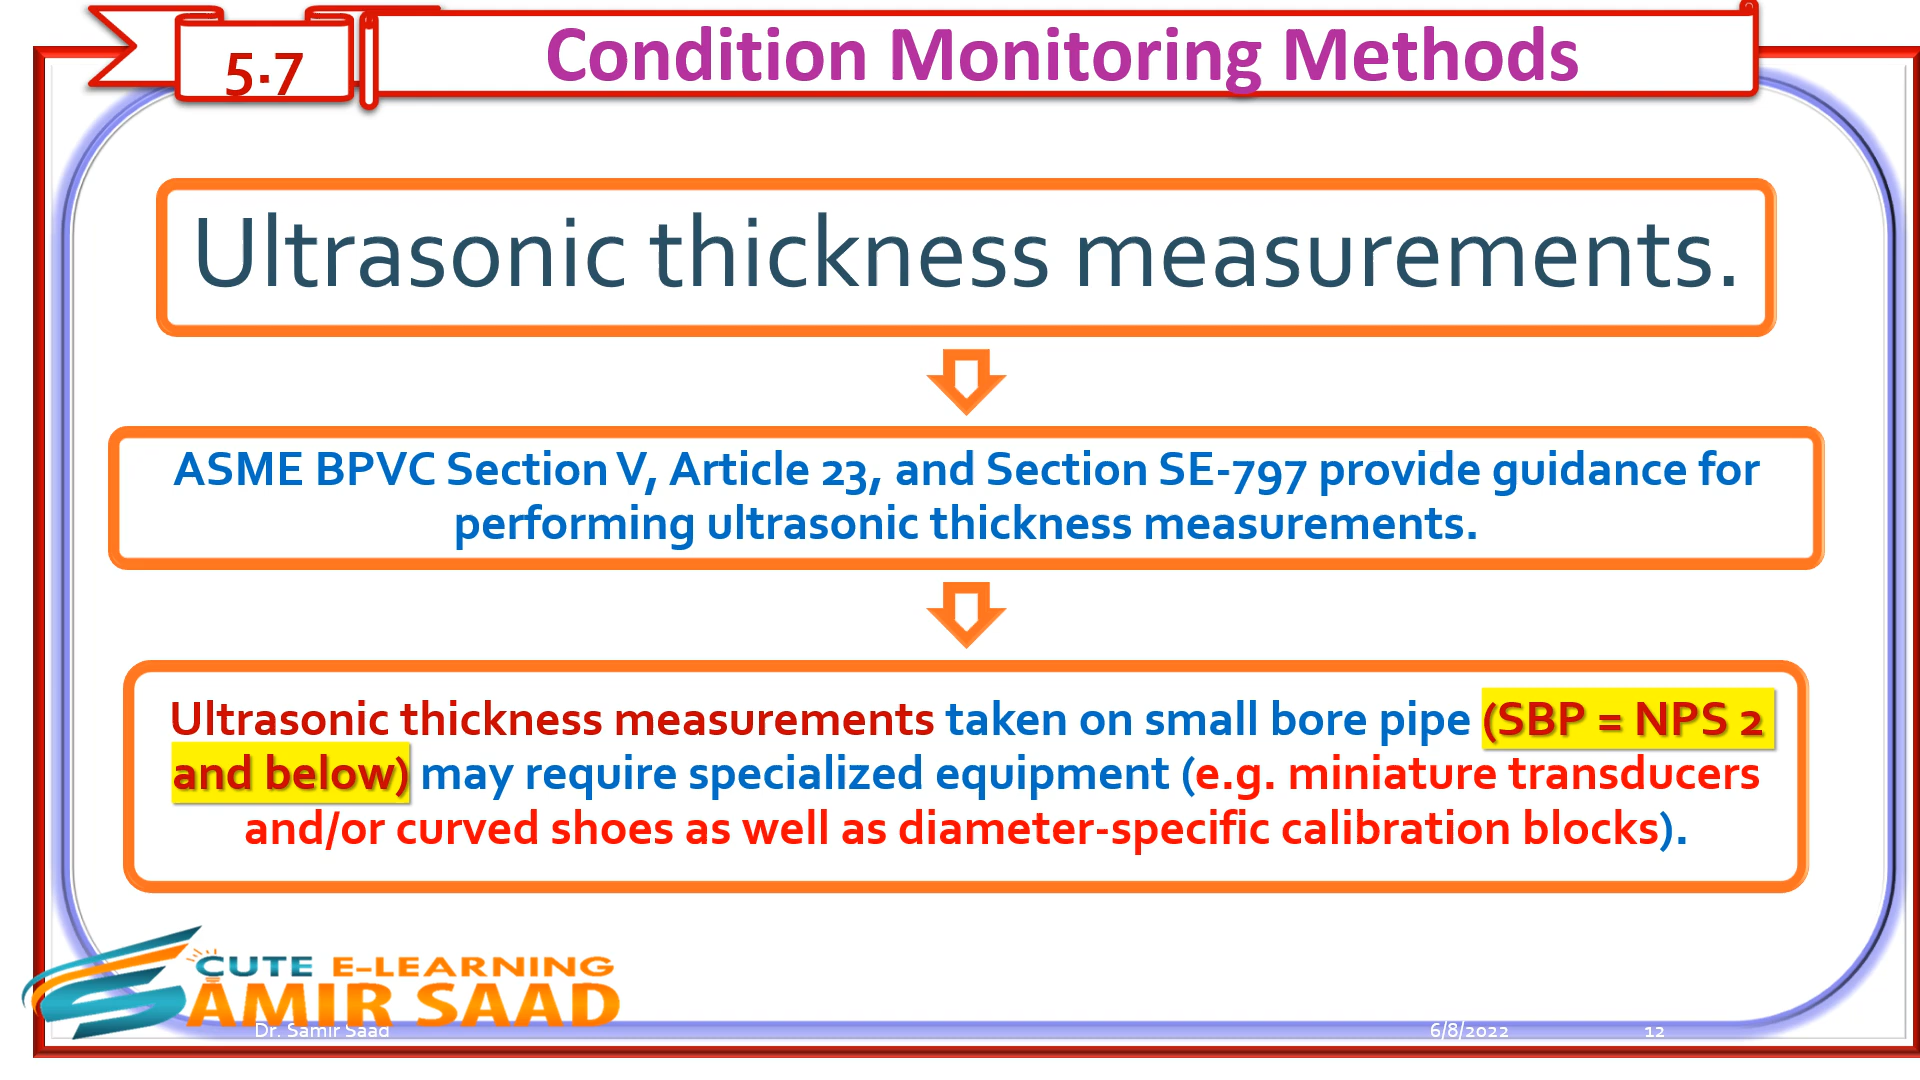 5.7
Condition Monitoring Methods
Ultrasonic thickness measurements.
ASME BPVC Section V, Article 23, and Section SE-797 provide guidance for
performing ultrasonic thickness measurements.
Ultrasonic thickness measurements taken on small bore pipe (SBP = NPS 2
and below) may require specialized equipment (e.g. miniature transducers
and/or curved shoes as well as diameter-specific calibration blocks).
CUTE E-LEARNING
SAMIR SAAD
Dr. Samir Saad
6/8/2022
12